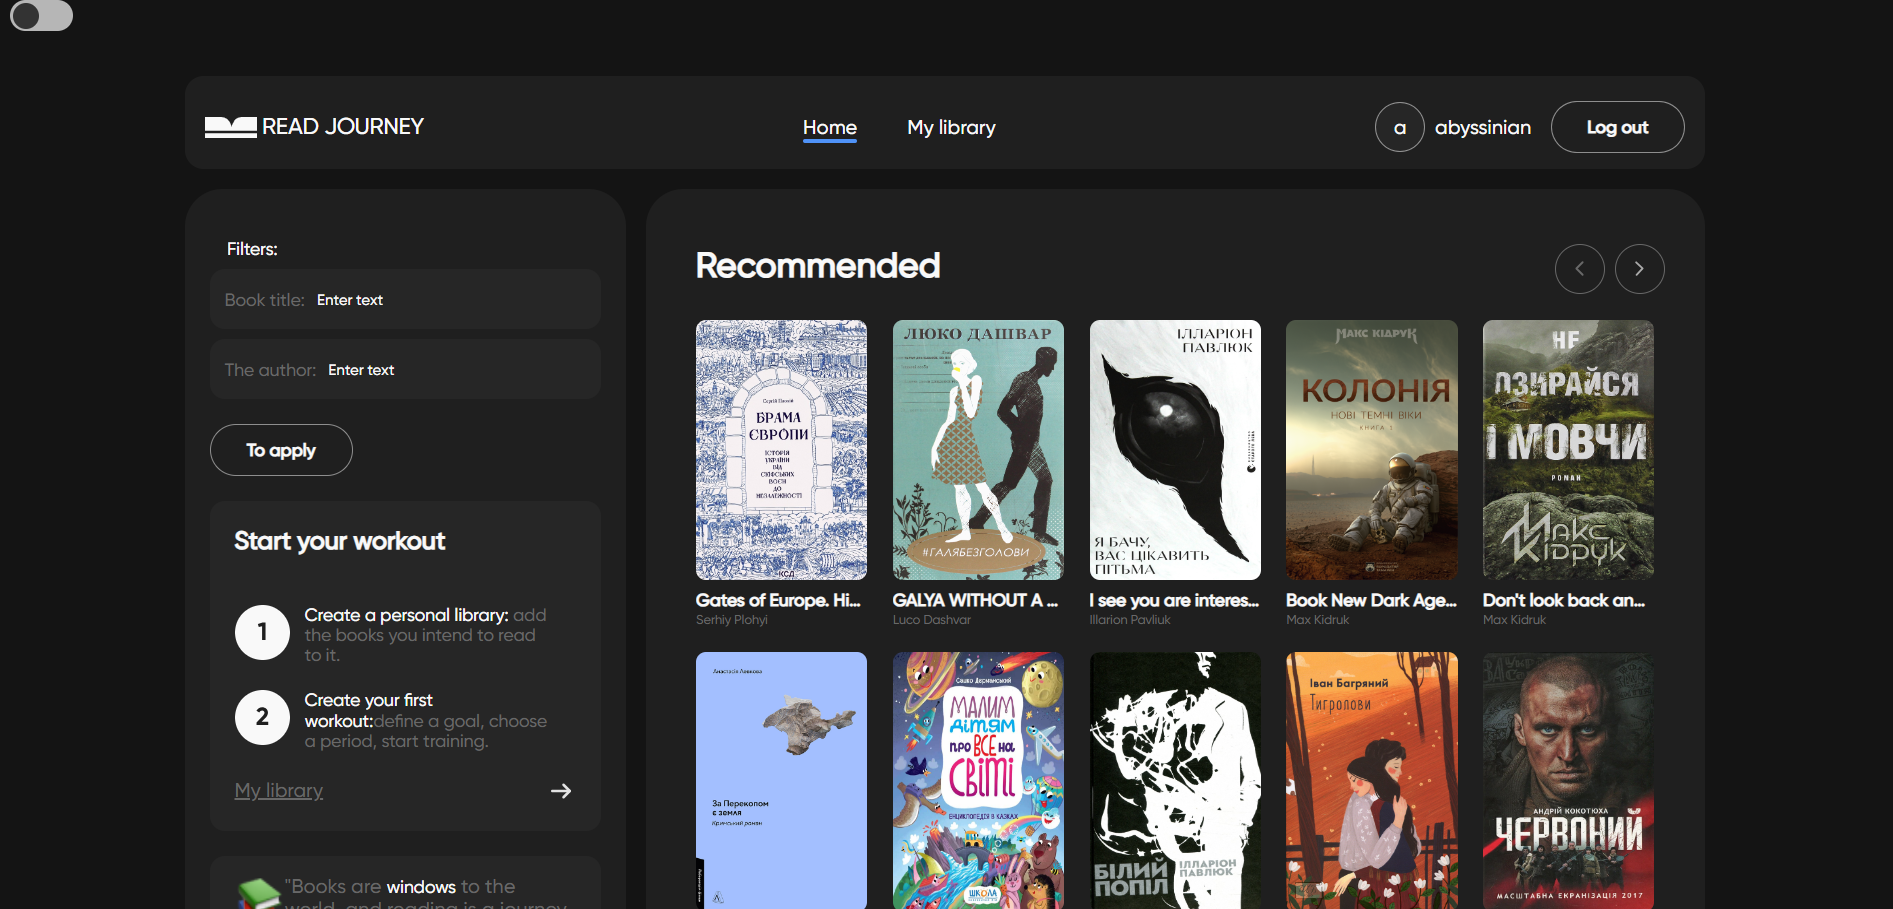 READ JOURNEY
Home
My library
a
abyssinian
Log out
Filters:
Book title: Enter text
The author: Enter text
To apply
Start your workout
1
Create a personal library: add
the books you intend to read
to it.
2
Create your first
workout:define a goal, choose
a period, start training.
My library
"Books are windows to the
world, and reading is a journey
Recommended
Сергій Плохій
БРАМА
ЄВРОПИ
ІСТОРІЯ
УКРАЇНИ
ВІД
СКІФСЬКИХ
ВОЄН
ДО
НЕЗАЛЕЖНОСТІ
КСД
Gates of Europe. Hi...
Serhiy Plohyi
ЛЮКО ДАШВАР
#ГАЛЯБЕЗГОЛОВИ
GALYA WITHOUT A ...
Luco Dashvar
ІЛЛАРІОН
ПАВЛЮК
Я БАЧУ,
ВАС ЦІКАВИТЬ
ПІТЬМА
I see you are interes...
Illarion Pavliuk
МАКС КІДРУК
КОЛОНІЯ
НОВІ ТЕМНІ ВІКИ
КНИГА 1
Book New Dark Age...
Max Kidruk
НЕ
ОЗИРАЙСЯ
І МОВЧИ
РОМАН
МАКС
КІДРУК
Don't look back an...
Max Kidruk
Анастасія Левкова
За Перекопом
є земля
Кримський роман
Сашко Дерманський
МАЛИМ
ДІТЯМ
ПРО ВСЕ НА
СВІТІ
ЕНЦИКЛОПЕДІЯ В КАЗКАХ
ШКОЛА
БІЛИЙ
ПОПІЛ
ІЛЛАРІОН
ПАВЛЮК
Іван Багряний
Тигролови
АНДРІЙ КОКОТЮХА
ЧЕРВОНИЙ
МАСШТАБНА ЕКРАНІЗАЦІЯ 2017